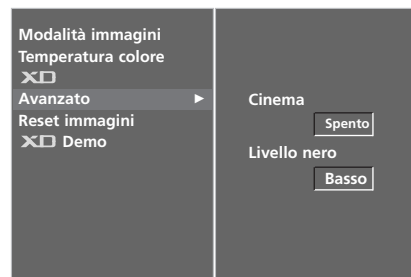 Modalità immagini
Temperatura colore
XD
Avanzato ►
Reset immagini
XD Demo
Cinema
Spento
Livello nero
Basso